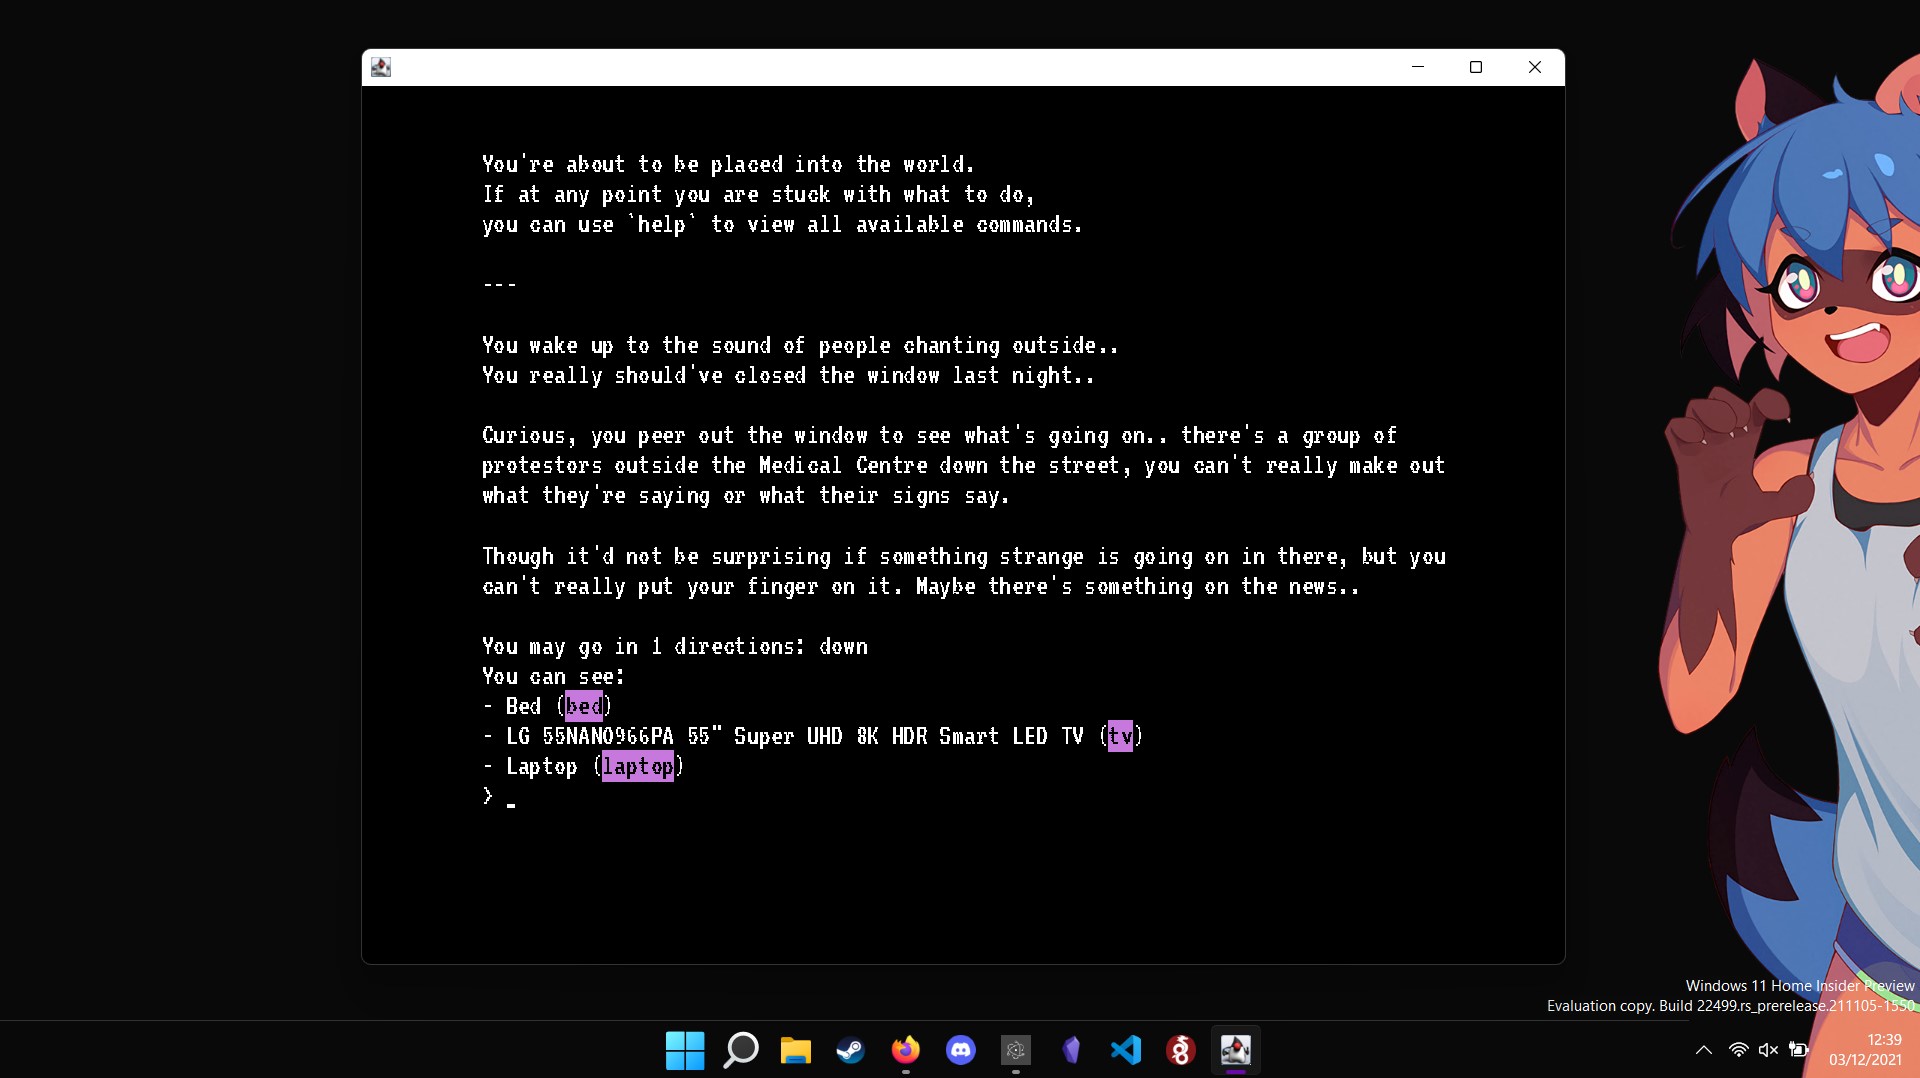 You're about to be placed into the world.
If at any point you are stuck with what to do,
you can use `help` to view all available commands.
---
You wake up to the sound of people chanting outside..
You really should've closed the window last night..
Curious, you peer out the window to see what's going on.. there's a group of
protestors outside the Medical Centre down the street, you can't really make out
what they're saying or what their signs say.
Though it'd not be surprising if something strange is going on in there, but you
can't really put your finger on it. Maybe there's something on the news..
You may go in 1 directions: down
You can see:
- Bed (bed)
- LG 55NANO966PA 55" Super UHD 8K HDR Smart LED TV (tv)
- Laptop (laptop)
> _
Windows 11 Home Insider Preview
Evaluation copy. Build 22499.rs_prerelease.211105-1550
12:39
03/12/2021